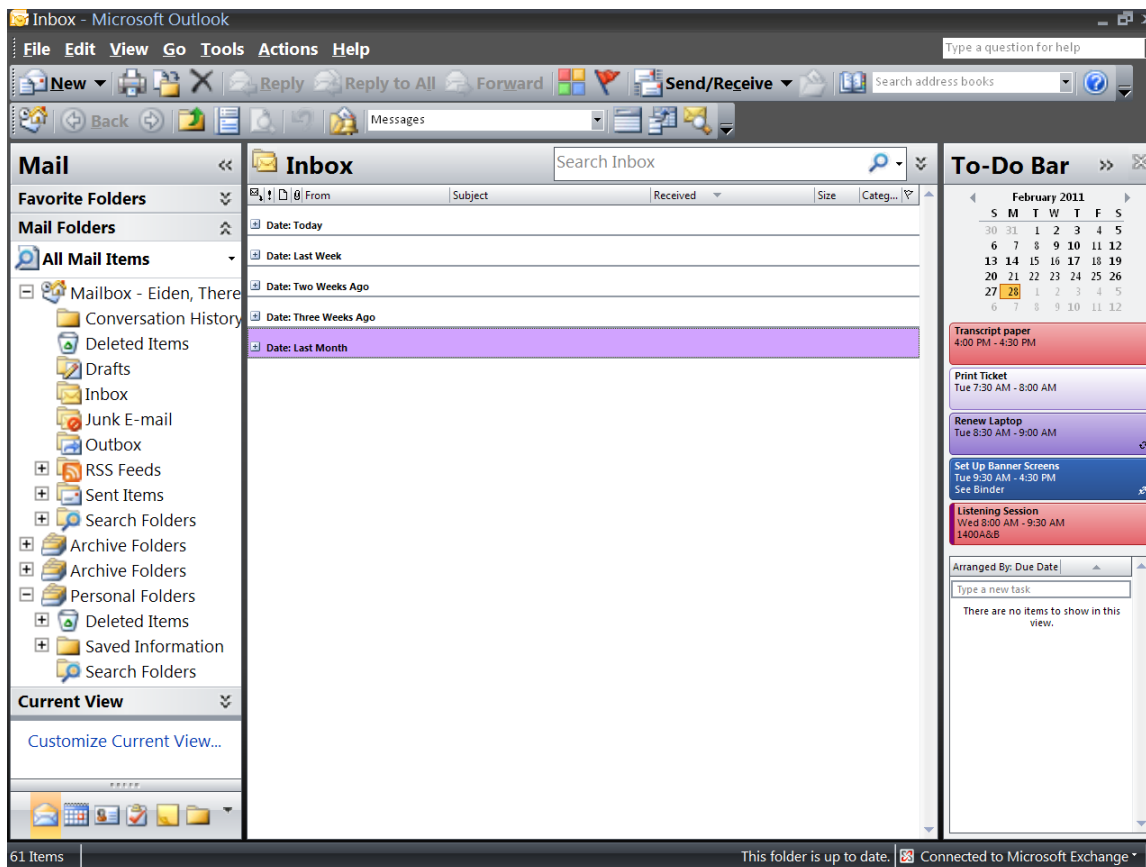 Inbox - Microsoft Outlook
File Edit View Go Tools Actions Help
Type a question for help
New Reply Reply to All Forward Send/Receive Search address books
Back Messages
Mail
Favorite Folders
Mail Folders
All Mail Items
Mailbox - Eiden, There
Conversation History
Deleted Items
Drafts
Inbox
Junk E-mail
Outbox
RSS Feeds
Sent Items
Search Folders
Archive Folders
Archive Folders
Personal Folders
Deleted Items
Saved Information
Search Folders
Current View
Customize Current View...
Inbox Search Inbox
From Subject Received Size Categ...
Date: Today
Date: Last Week
Date: Two Weeks Ago
Date: Three Weeks Ago
Date: Last Month
To-Do Bar
February 2011
S M T W T F S
30 31 1 2 3 4 5
6 7 8 9 10 11 12
13 14 15 16 17 18 19
20 21 22 23 24 25 26
27 28 1 2 3 4 5
6 7 8 9 10 11 12
Transcript paper
4:00 PM - 4:30 PM
Print Ticket
Tue 7:30 AM - 8:00 AM
Renew Laptop
Tue 8:30 AM - 9:00 AM
Set Up Banner Screens
Tue 9:30 AM - 4:30 PM
See Binder
Listening Session
Wed 8:00 AM - 9:30 AM
1400A&B
Arranged By: Due Date
Type a new task
There are no items to show in this
view.
61 Items This folder is up to date. Connected to Microsoft Exchange